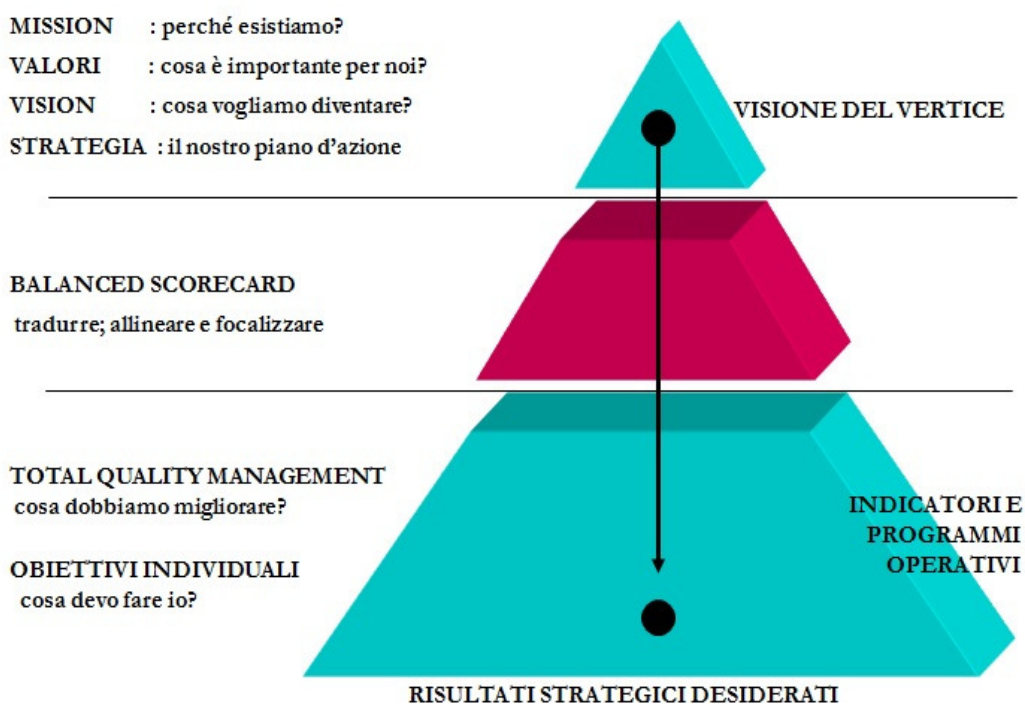 MISSION : perché esistiamo?
VALORI : cosa è importante per noi?
VISION : cosa vogliamo diventare?
STRATEGIA : il nostro piano d'azione
VISIONE DEL VERTICE
BALANCED SCORECARD
tradurre; allineare e focalizzare
TOTAL QUALITY MANAGEMENT
cosa dobbiamo migliorare?
OBIETTIVI INDIVIDUALI
cosa devo fare io?
INDICATORI E
PROGRAMMI
OPERATIVI
RISULTATI STRATEGICI DESIDERATI